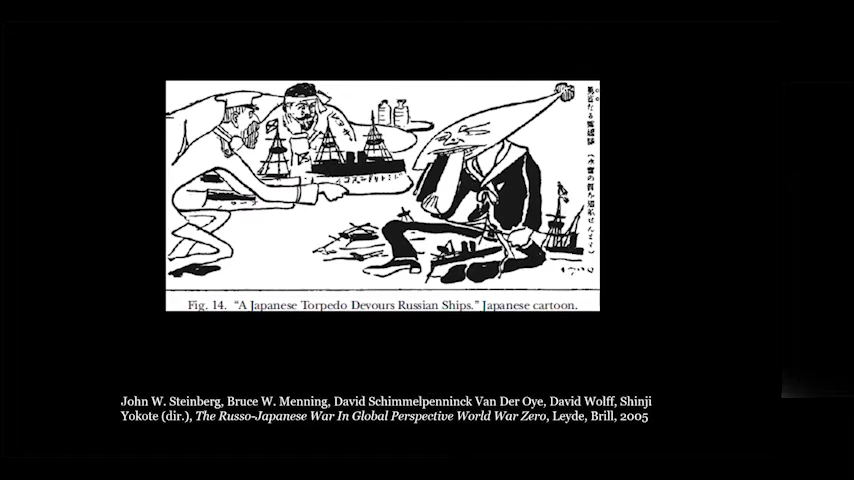 Fig. 14. “A Japanese Torpedo Devours Russian Ships.” Japanese cartoon.
John W. Steinberg, Bruce W. Menning, David Schimmelpenninck Van Der Oye, David Wolff, Shinji
Yokote (dir.), The Russo-Japanese War In Global Perspective World War Zero, Leyde, Brill, 2005